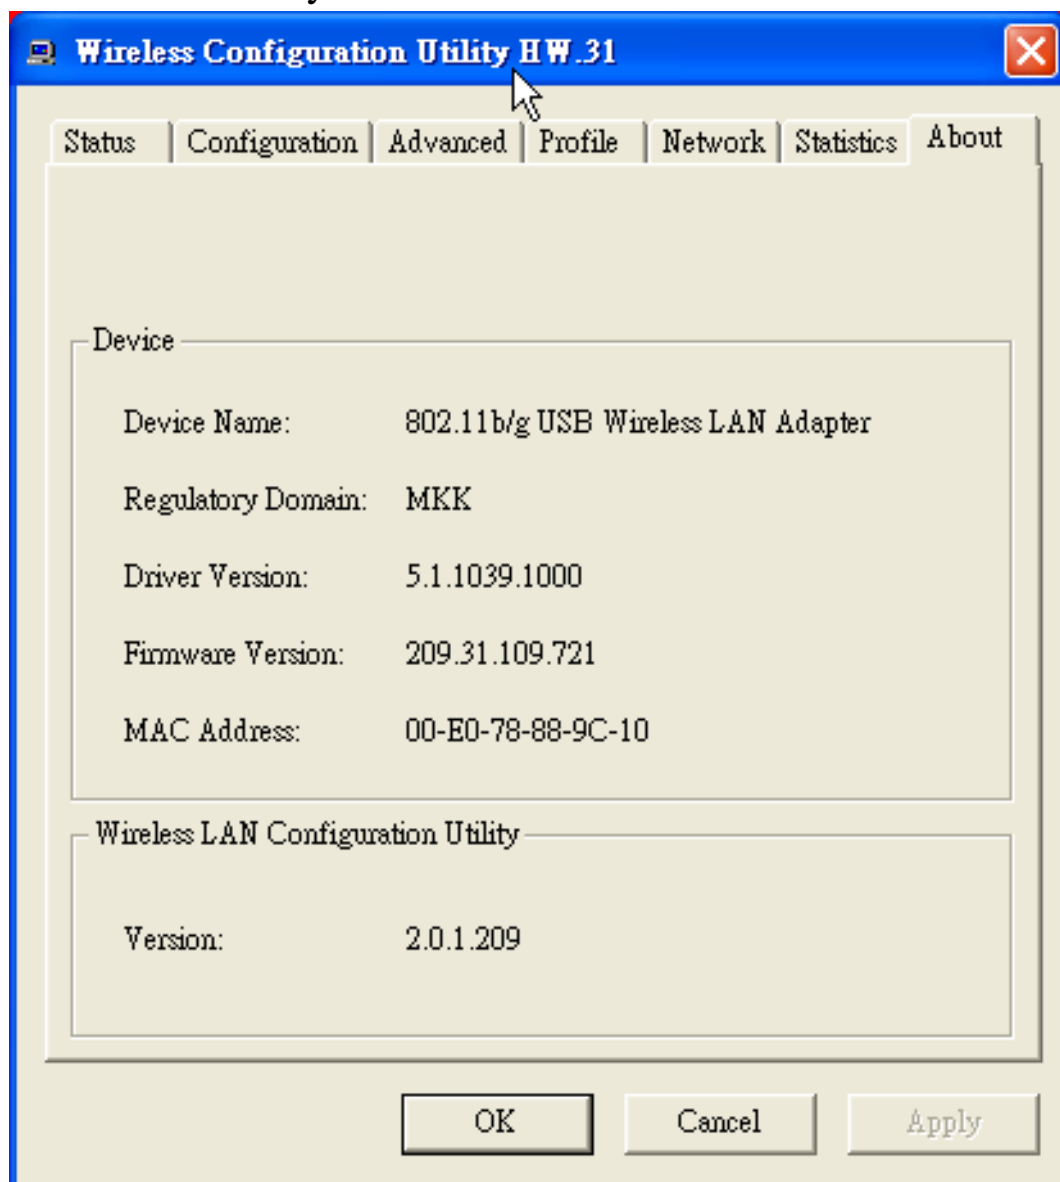 Wireless Configuration Utility HW.31
Status Configuration Advanced Profile Network Statistics About
Device
Device Name: 802.11b/g USB Wireless LAN Adapter
Regulatory Domain: MKK
Driver Version: 5.1.1039.1000
Firmware Version: 209.31.109.721
MAC Address: 00-E0-78-88-9C-10
Wireless LAN Configuration Utility
Version: 2.0.1.209
OK Cancel Apply